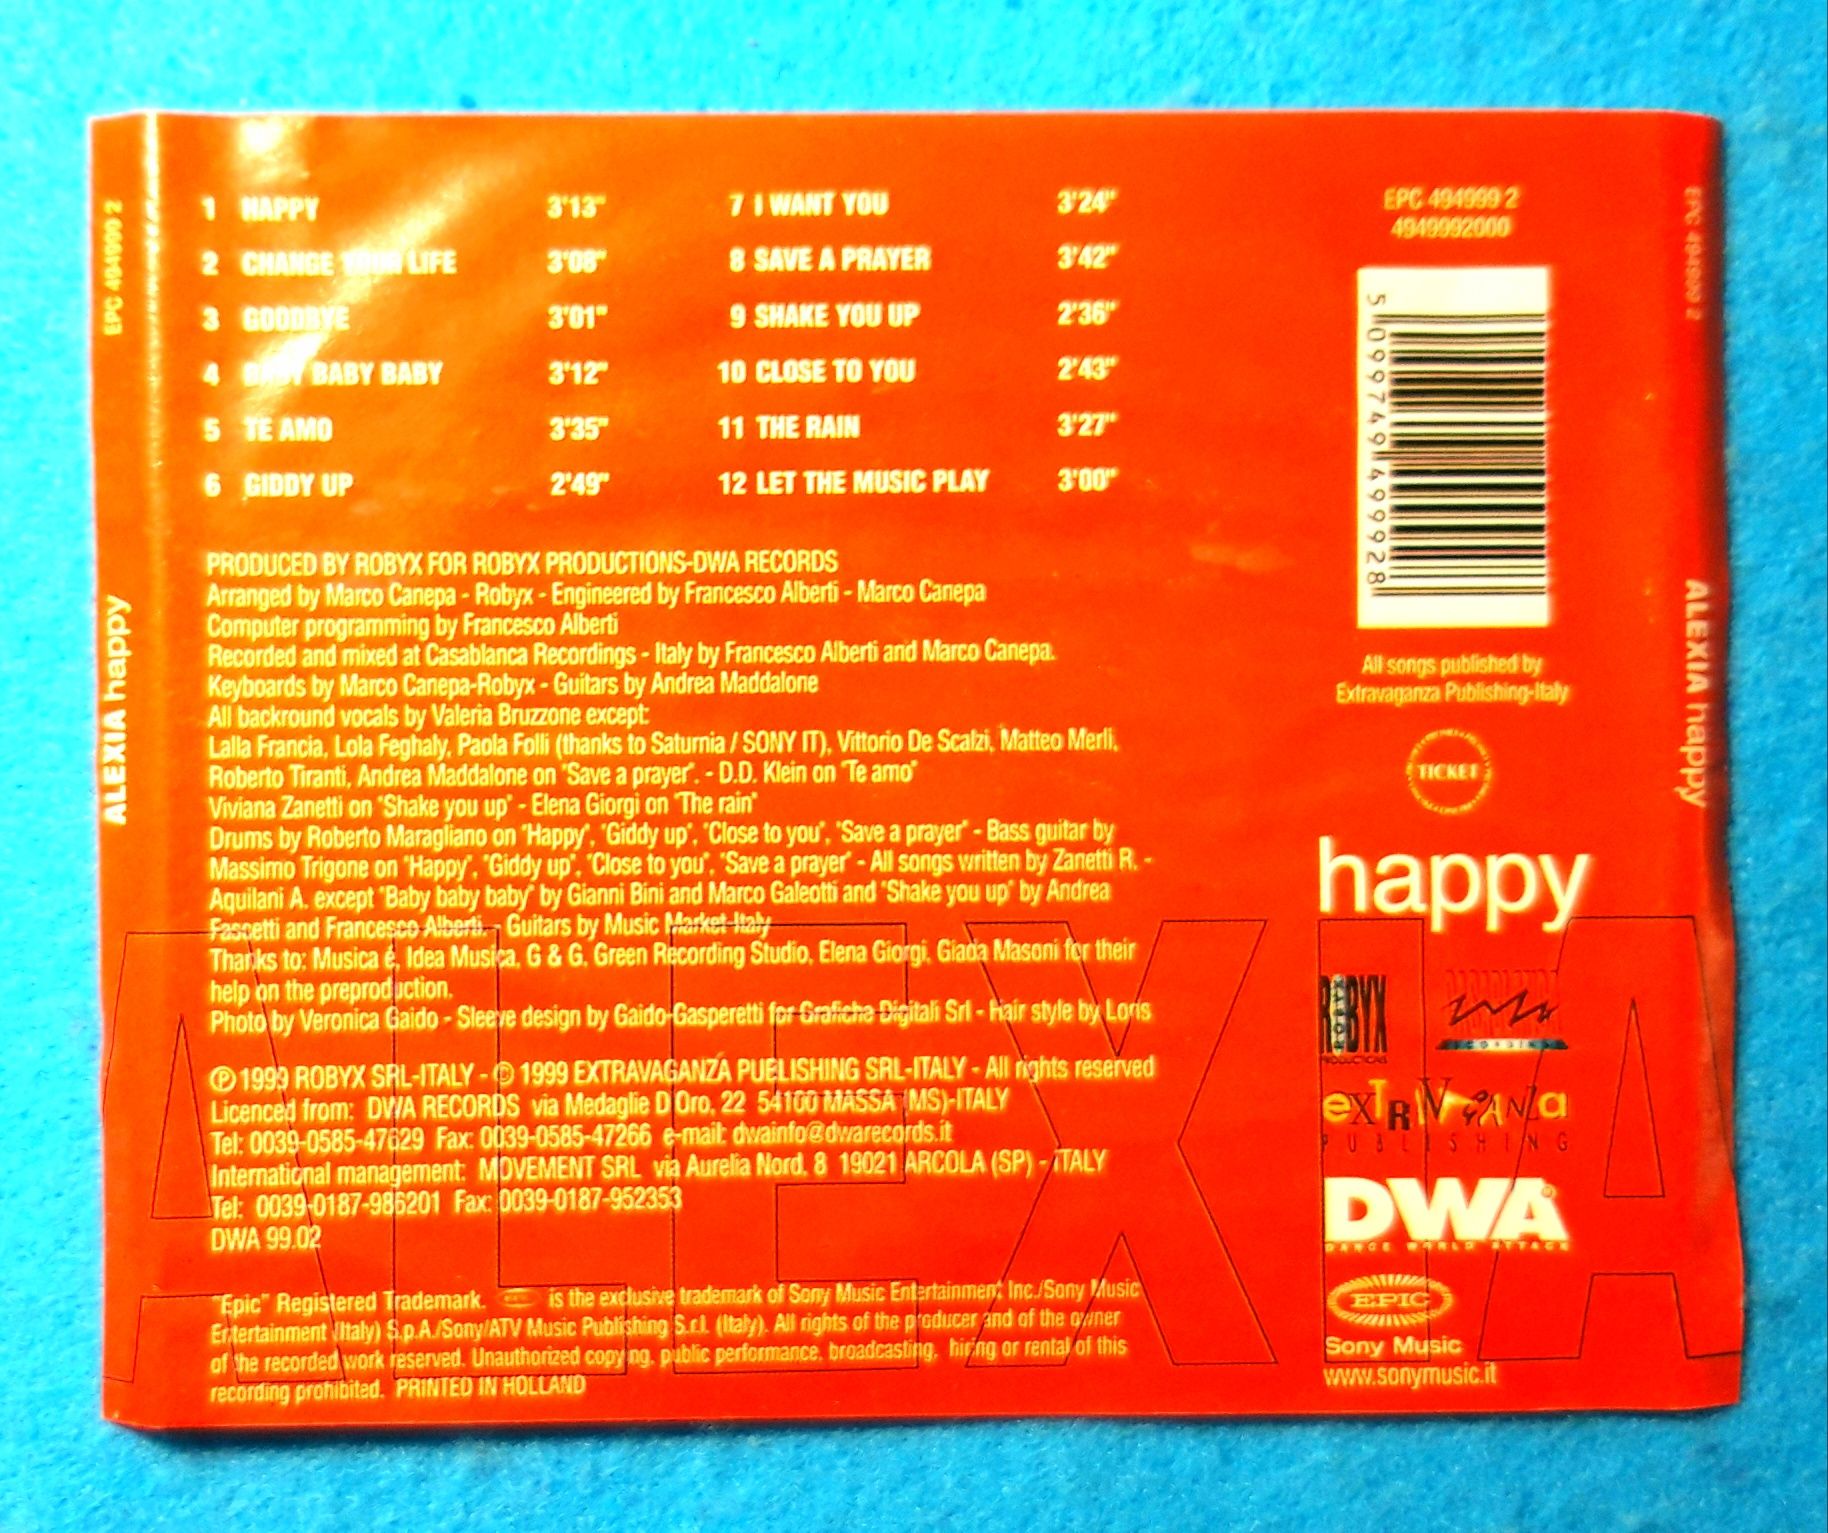 1 HAPPY 3'13"
2 CHANGE YOUR LIFE 3'08"
3 GOODBYE 3'01"
4 BABY BABY BABY 3'12"
5 TE AMO 3'35"
6 GIDDY UP 2'49"
7 I WANT YOU 3'24"
8 SAVE A PRAYER 3'42"
9 SHAKE YOU UP 2'36"
10 CLOSE TO YOU 2'43"
11 THE RAIN 3'27"
12 LET THE MUSIC PLAY 3'00"
PRODUCED BY ROBYX FOR ROBYX PRODUCTIONS-DWA RECORDS
Arranged by Marco Canepa - Robyx - Engineered by Francesco Alberti - Marco Canepa
Computer programming by Francesco Alberti
Recorded and mixed at Casablanca Recordings - Italy by Francesco Alberti and Marco Canepa.
Keyboards by Marco Canepa-Robyx - Guitars by Andrea Maddalone
All backround vocals by Valeria Bruzzone except:
Lalla Francia, Lola Feghaly, Paola Folli (thanks to Saturnia / SONY IT), Vittorio De Scalzi, Matteo Merli,
Roberto Tiranti, Andrea Maddalone on "Save a prayer". - D.D. Klein on "Te amo"
Viviana Zanetti on "Shake you up" - Elena Giorgi on "The rain"
Drums by Roberto Maragliano on "Happy", "Giddy up", "Close to you", "Save a prayer" - Bass guitar by
Massimo Trigone on "Happy", "Giddy up", "Close to you", "Save a prayer" - All songs written by Zanetti R. -
Aquilani A. except "Baby baby baby" by Gianni Bini and Marco Galeotti and "Shake you up" by Andrea
Fascetti and Francesco Alberti. - Guitars by Music Market-Italy
Thanks to: Musica é, Idea Musica, G & G, Green Recording Studio, Elena Giorgi, Giada Masoni for their
help on the preproduction.
Photo by Veronica Gaido - Sleeve design by Gaido-Gasperetti for Grafiche Digitali Srl - Hair style by Loris
℗ 1999 ROBYX SRL-ITALY - © 1999 EXTRAVAGANZA PUBLISHING SRL-ITALY - All rights reserved
Licenced from: DWA RECORDS via Medaglie D'Oro, 22 54100 MASSA (MS)-ITALY
Tel: 0039-0585-47629 Fax: 0039-0585-47266 e-mail: dwainfo@dwarecords.it
International management: MOVEMENT SRL via Aurelia Nord, 8 19021 ARCOLA (SP) - ITALY
Tel: 0039-0187-986201 Fax: 0039-0187-952353
DWA 99.02
"Epic" Registered Trademark. EPIC is the exclusive trademark of Sony Music Entertainment Inc./Sony Music
Entertainment (Italy) S.p.A./Sony/ATV Music Publishing S.r.l. (Italy). All rights of the producer and of the owner
of the recorded work reserved. Unauthorized copying, public performance, broadcasting, hiring or rental of this
recording prohibited. PRINTED IN HOLLAND
EPC 494999 2
4949992000
5 099749 499928
All songs published by
Extravaganza Publishing-Italy
TICKET
happy
ROBYX
PRODUCTIONS
RECORDINGS
EXTRAVAGANZA
PUBLISHING
DWA®
DANCE WORLD ATTACK
EPIC
Sony Music
www.sonymusic.it
ALEXIA
EPC 494999 2
ALEXIA happy
EPC 494999 2
ALEXIA happy